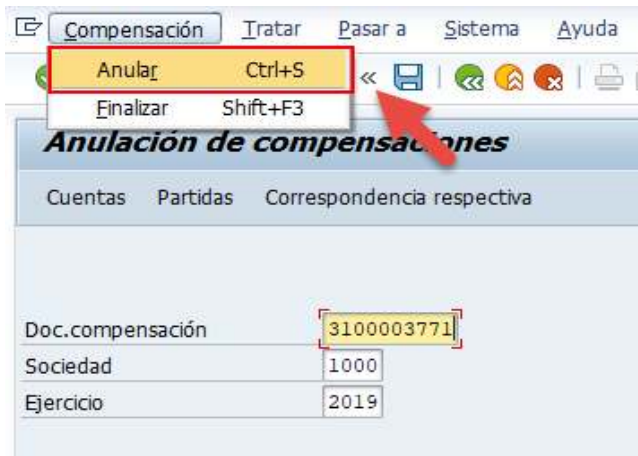 Compensación Tratar Pasar a Sistema Ayuda
Anular Ctrl+S
Finalizar Shift+F3
Anulación de compensaciones
Cuentas Partidas Correspondencia respectiva
Doc.compensación 3100003771
Sociedad 1000
Ejercicio 2019